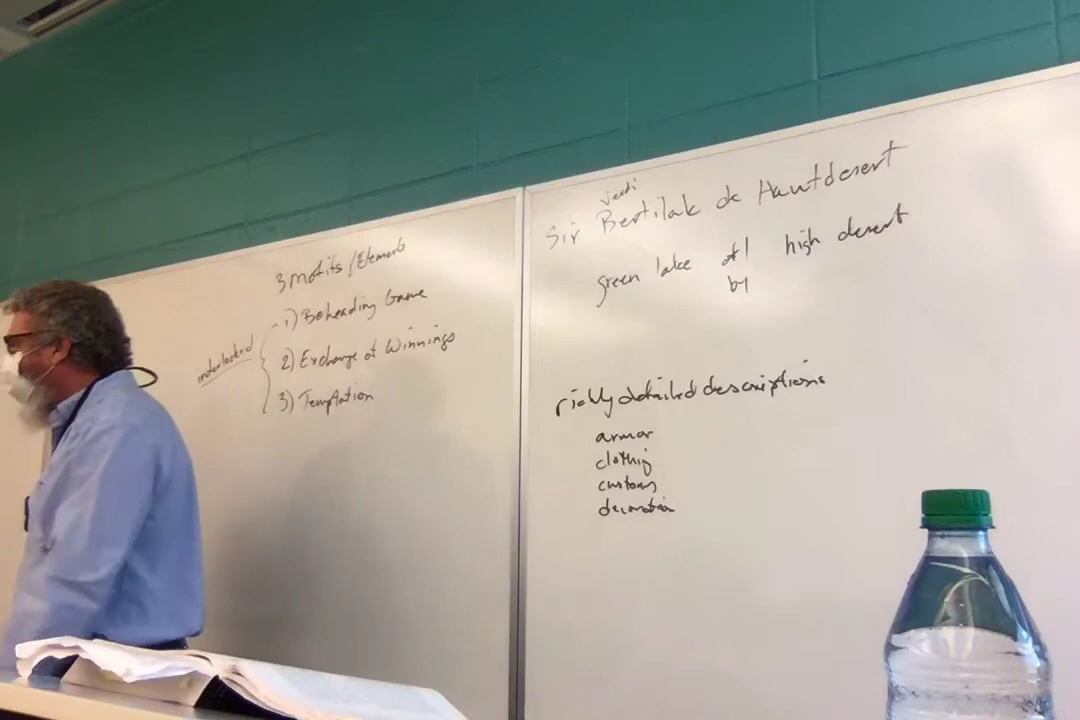 3 Motifs / Elements
interlocked
1) Beheading Game
2) Exchange of Winnings
3) Temptation
Verdi
Sir Bertilak de Hautdesert
green lake of high desert
by
richly detailed descriptions
armor
clothing
customs
decoration